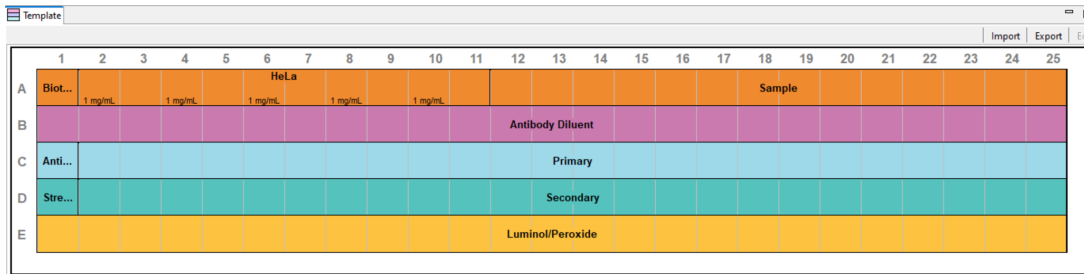 Template
Import Export
1 2 3 4 5 6 7 8 9 10 11 12 13 14 15 16 17 18 19 20 21 22 23 24 25
A Biot... HeLa Sample
1 mg/mL 1 mg/mL 1 mg/mL 1 mg/mL 1 mg/mL
B Antibody Diluent
C Anti... Primary
D Stre... Secondary
E Luminol/Peroxide